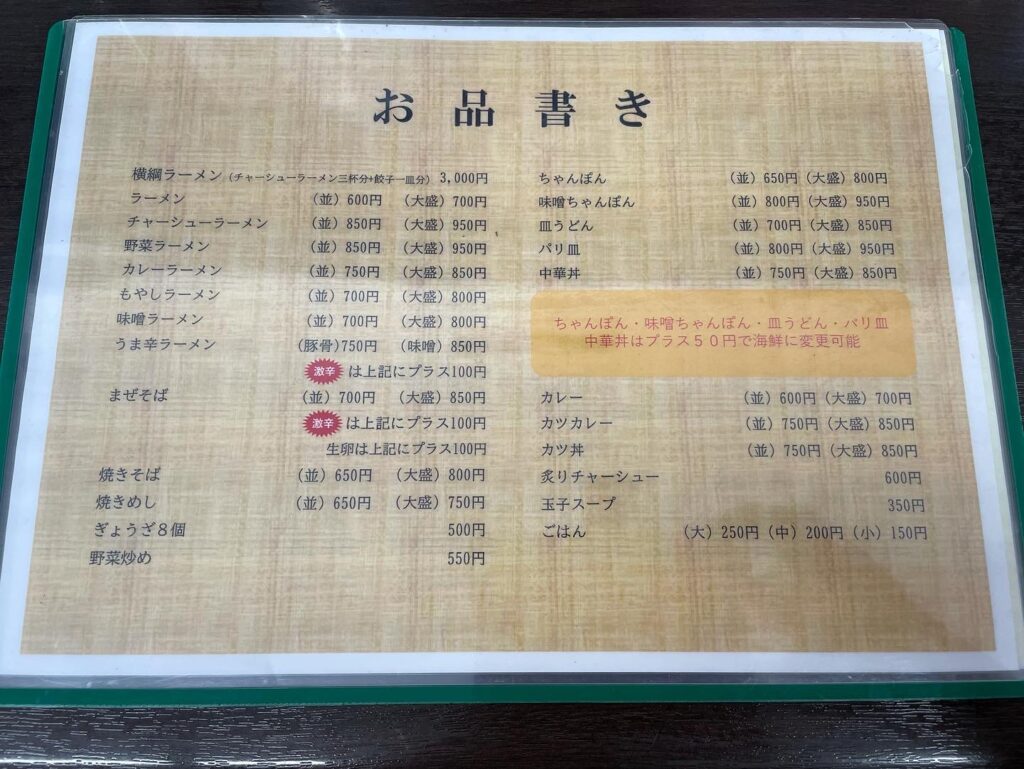 お品書き
横綱ラーメン（チャーシューラーメン三杯分+餃子一皿分） 3,000円
ラーメン （並）600円 （大盛）700円
チャーシューラーメン （並）850円 （大盛）950円
野菜ラーメン （並）850円 （大盛）950円
カレーラーメン （並）750円 （大盛）850円
もやしラーメン （並）700円 （大盛）800円
味噌ラーメン （並）700円 （大盛）800円
うま辛ラーメン （豚骨）750円 （味噌）850円
激辛 は上記にプラス100円
まぜそば （並）700円 （大盛）850円
激辛 は上記にプラス100円
生卵は上記にプラス100円
焼きそば （並）650円 （大盛）800円
焼きめし （並）650円 （大盛）750円
ぎょうざ８個 500円
野菜炒め 550円
ちゃんぽん （並）650円（大盛）800円
味噌ちゃんぽん （並）800円（大盛）950円
皿うどん （並）700円（大盛）850円
パリ皿 （並）800円（大盛）950円
中華丼 （並）750円（大盛）850円
ちゃんぽん・味噌ちゃんぽん・皿うどん・パリ皿
中華丼はプラス５０円で海鮮に変更可能
カレー （並）600円（大盛）700円
カツカレー （並）750円（大盛）850円
カツ丼 （並）750円（大盛）850円
炙りチャーシュー 600円
玉子スープ 350円
ごはん （大）250円（中）200円（小）150円